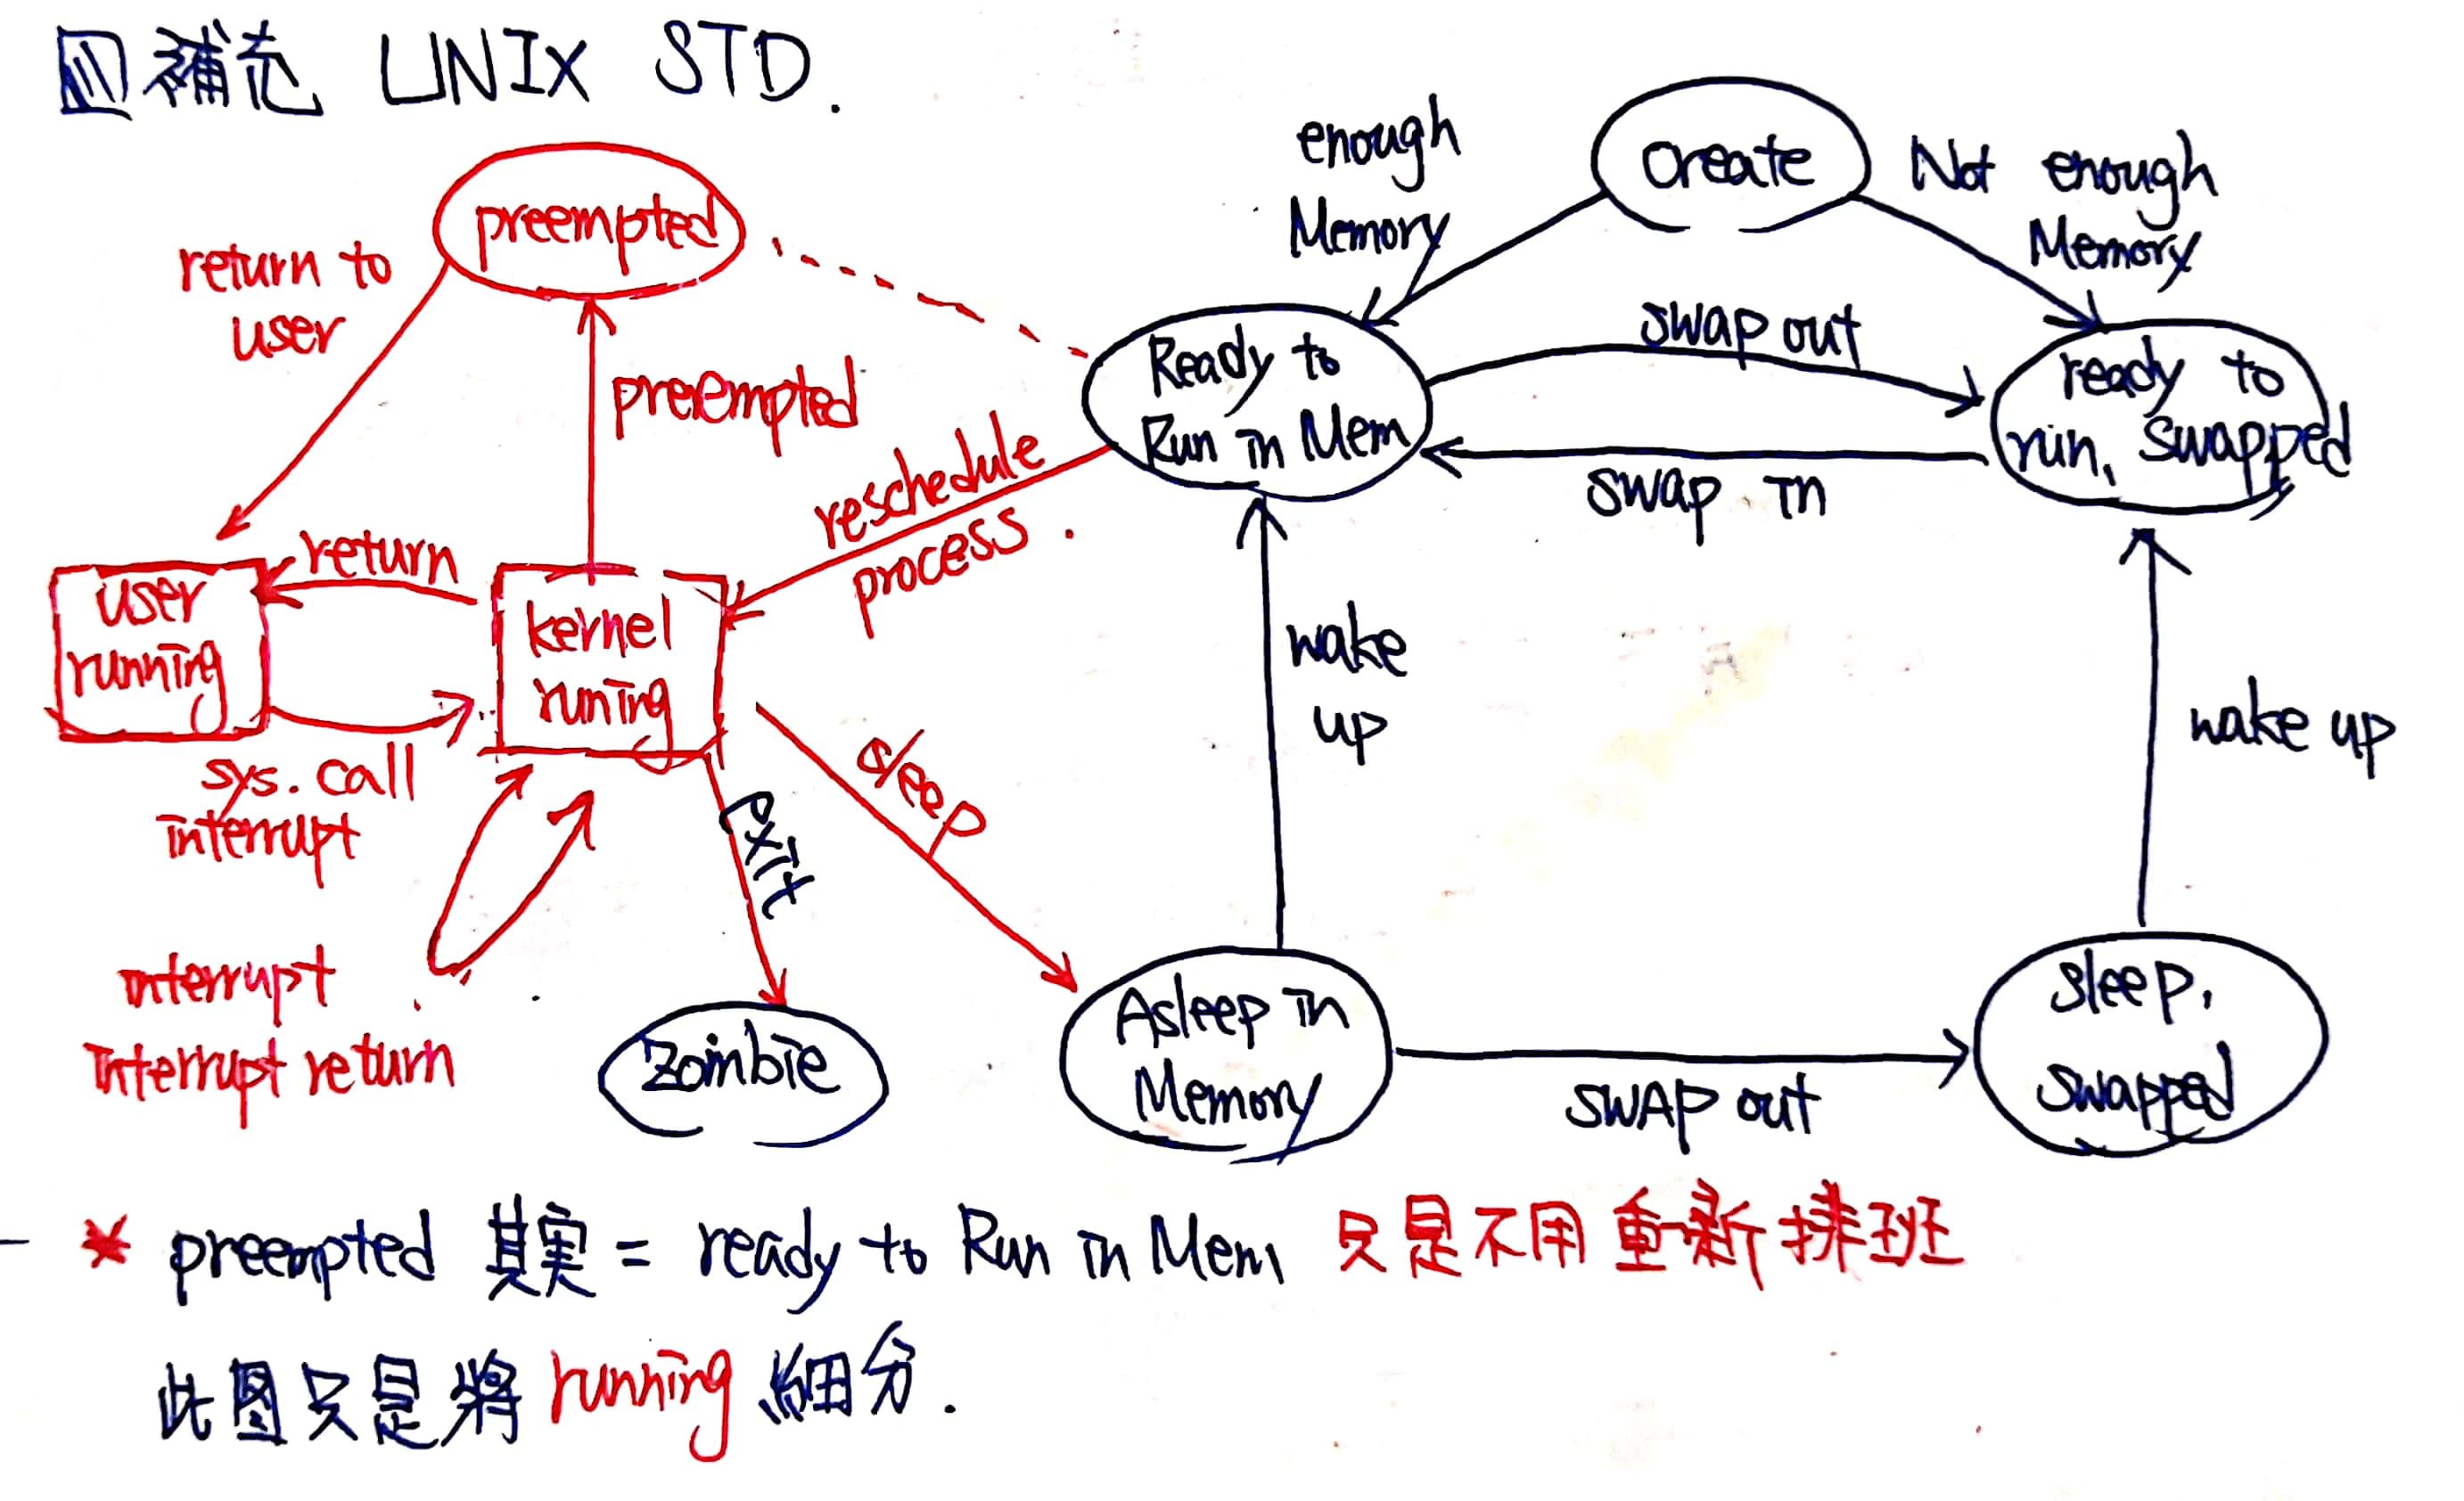 補充 UNIX STD.
create
enough
Memory
Not enough
Memory
preempted
return to
user
preempted
Ready to
Run in Mem
swap out
swap in
ready to
run, swapped
reschedule
process.
return
user
running
kernel
runing
sys. call
interrupt
interrupt
interrupt return
exit
sleep
wake
up
wake up
Zombie
Asleep in
Memory
SWAP out
sleep,
swapped
* preempted 其実 = ready to Run in Mem 只是不用重新排班
此图只是將 running 細分.